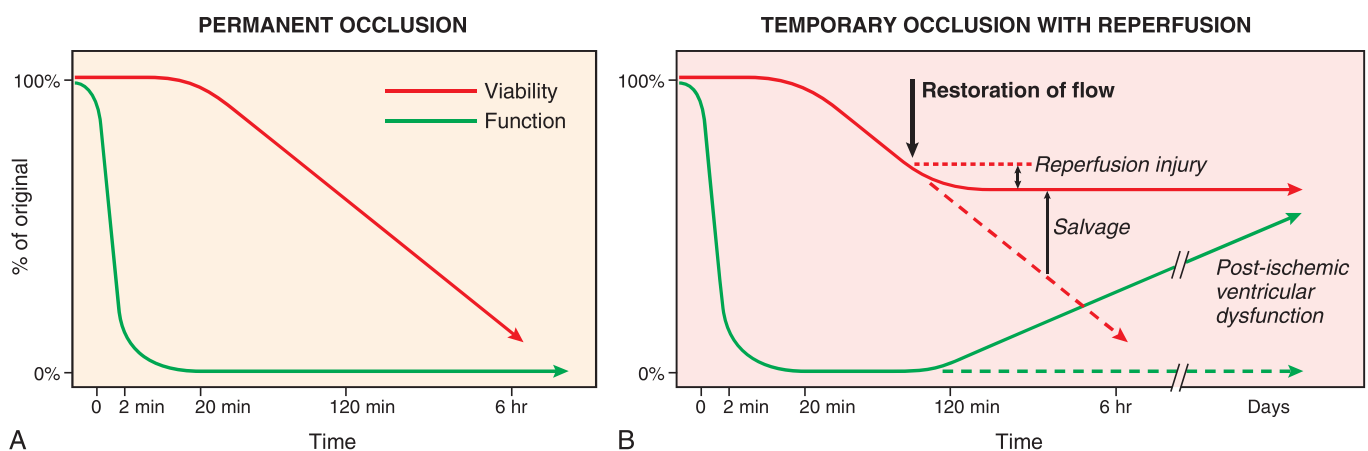 PERMANENT OCCLUSION
100%
Viability
Function
% of original
0%
0
2 min
20 min
120 min
6 hr
Time
A
TEMPORARY OCCLUSION WITH REPERFUSION
100%
Restoration of flow
Reperfusion injury
Salvage
Post-ischemic
ventricular
dysfunction
0%
0
2 min
20 min
120 min
6 hr
Days
Time
B